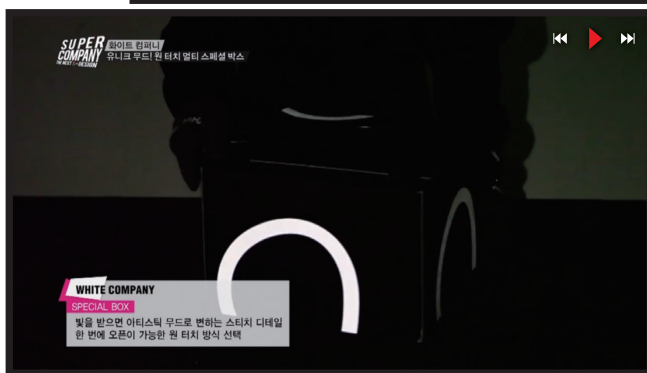 SUPER
COMPANY
화이트 컴퍼니
유니크 무드! 원 터치 멀티 스페셜 박스
WHITE COMPANY
SPECIAL BOX
빛을 받으면 아티스틱 무드로 변하는 스티치 디테일
한 번에 오픈이 가능한 원 터치 방식 선택